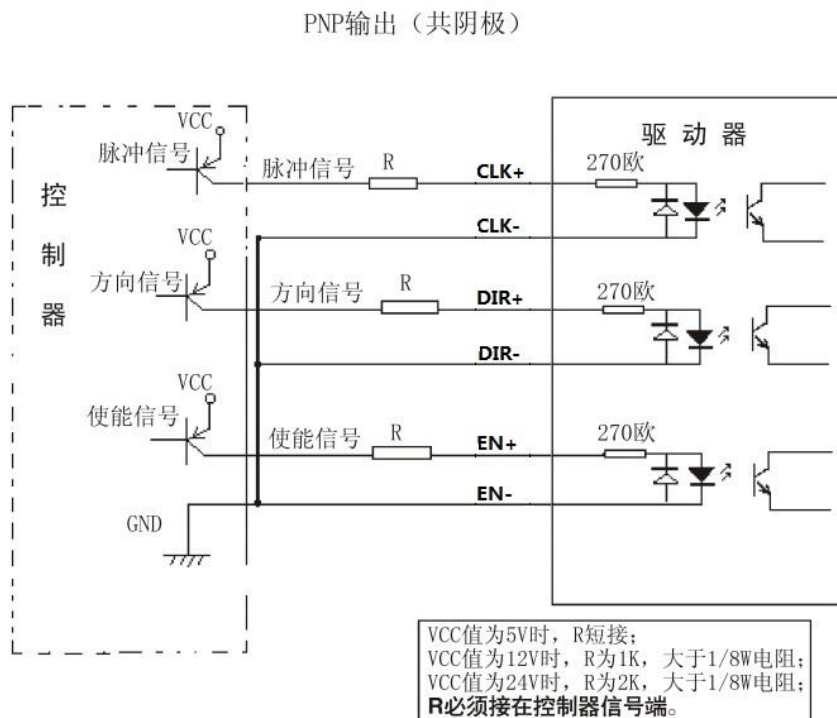 PNP输出（共阴极）
VCC
脉冲信号
脉冲信号
R
CLK+
270欧
驱动器
控制器
CLK-
VCC
方向信号
方向信号
R
DIR+
270欧
DIR-
VCC
使能信号
使能信号
R
EN+
270欧
EN-
GND
VCC值为5V时，R短接；
VCC值为12V时，R为1K，大于1/8W电阻；
VCC值为24V时，R为2K，大于1/8W电阻；
R必须接在控制器信号端。